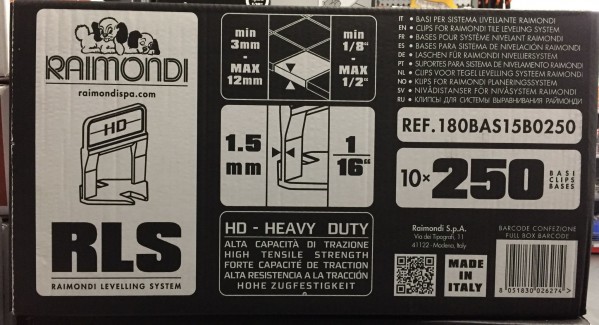 RAIMONDI
raimondispa.com
HD
RLS
RAIMONDI LEVELLING SYSTEM
min
3mm
-
MAX
12mm
min
1/8"
-
MAX
1/2"
1.5
mm
1
16"
HD - HEAVY DUTY
ALTA CAPACITÀ DI TRAZIONE
HIGH TENSILE STRENGTH
FORTE CAPACITÉ DE TRACTION
ALTA RESISTENCIA A LA TRACCIÓN
HOHE ZUGFESTIGKEIT
IT • BASI PER SISTEMA LIVELLANTE RAIMONDI
EN • CLIPS FOR RAIMONDI TILE LEVELING SYSTEM
FR • BASES POUR SYSTÈME NIVELANT RAIMONDI
ES • BASES PARA SISTEMA DE NIVELACIÓN RAIMONDI
DE • LASCHEN FÜR RAIMONDI NIVELLIERSYSTEM
PT • SUPORTES PARA SISTEMA DE NIVELAMENTO RAIMONDI
NL • CLIPS VOOR TEGEL LEVELLING SYSTEEM RAIMONDI
NO • KLIPS FOR RAIMONDI PLANERINGSSYSTEM
SV • NIVÅDISTANSER FÖR NIVÅSYSTEM RAIMONDI
RU • КЛИПСЫ ДЛЯ СИСТЕМЫ ВЫРАВНИВАНИЯ РАЙМОНДИ
REF. 180BAS15B0250
10× 250 BASI
CLIPS
BASES
Raimondi S.p.A.
Via dei Tipografi, 11
41122 - Modena, Italy
MADE
IN
ITALY
BARCODE CONFEZIONE
FULL BOX BARCODE
8 051830 026274 >